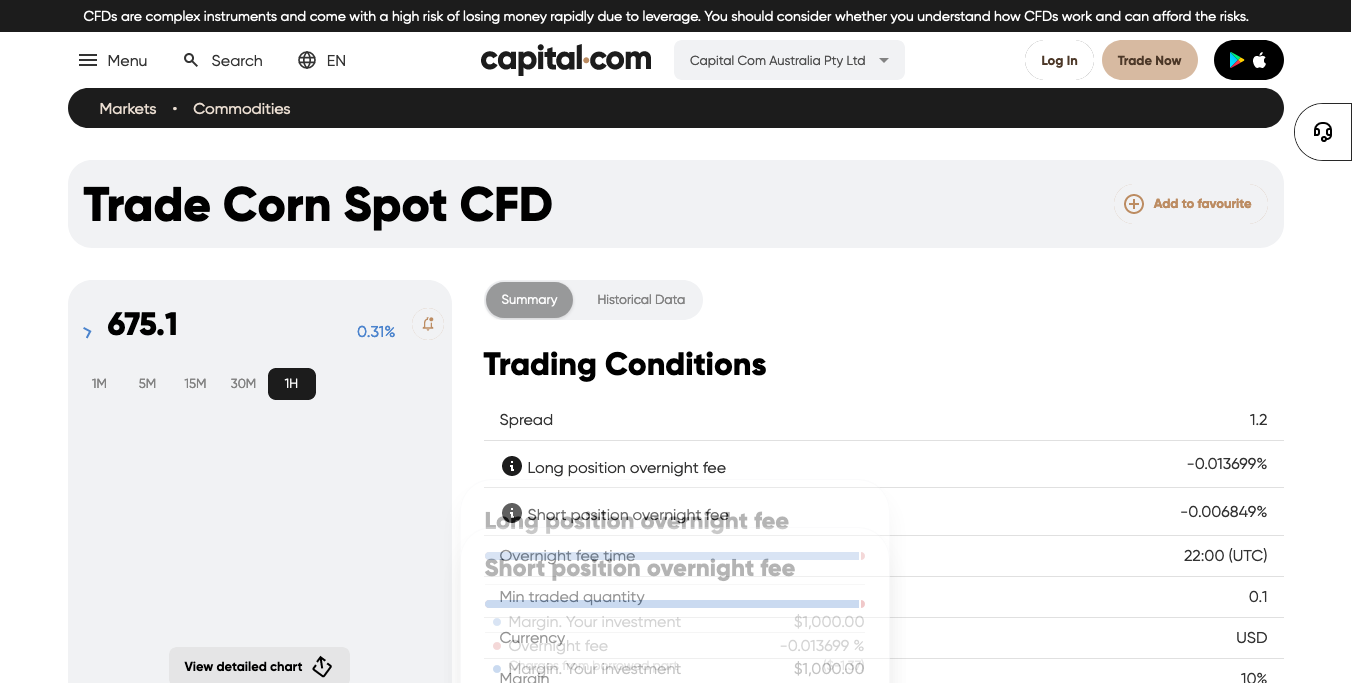 CFDs are complex instruments and come with a high risk of losing money rapidly due to leverage. You should consider whether you understand how CFDs work and can afford the risks.
Menu
Search
EN
capital.com
Capital Com Australia Pty Ltd
Log In
Trade Now
Markets • Commodities
Trade Corn Spot CFD
Add to favourite
675.1
0.31%
1M 5M 15M 30M 1H
View detailed chart
Summary
Historical Data
Trading Conditions
Spread 1.2
Long position overnight fee -0.013699%
Short position overnight fee -0.006849%
Overnight fee time 22:00 (UTC)
Min traded quantity 0.1
Currency USD
Margin 10%
Long position overnight fee
Short position overnight fee
Margin. Your investment $1,000.00
Overnight fee -0.013699 %
Margin. Your investment $1,000.00